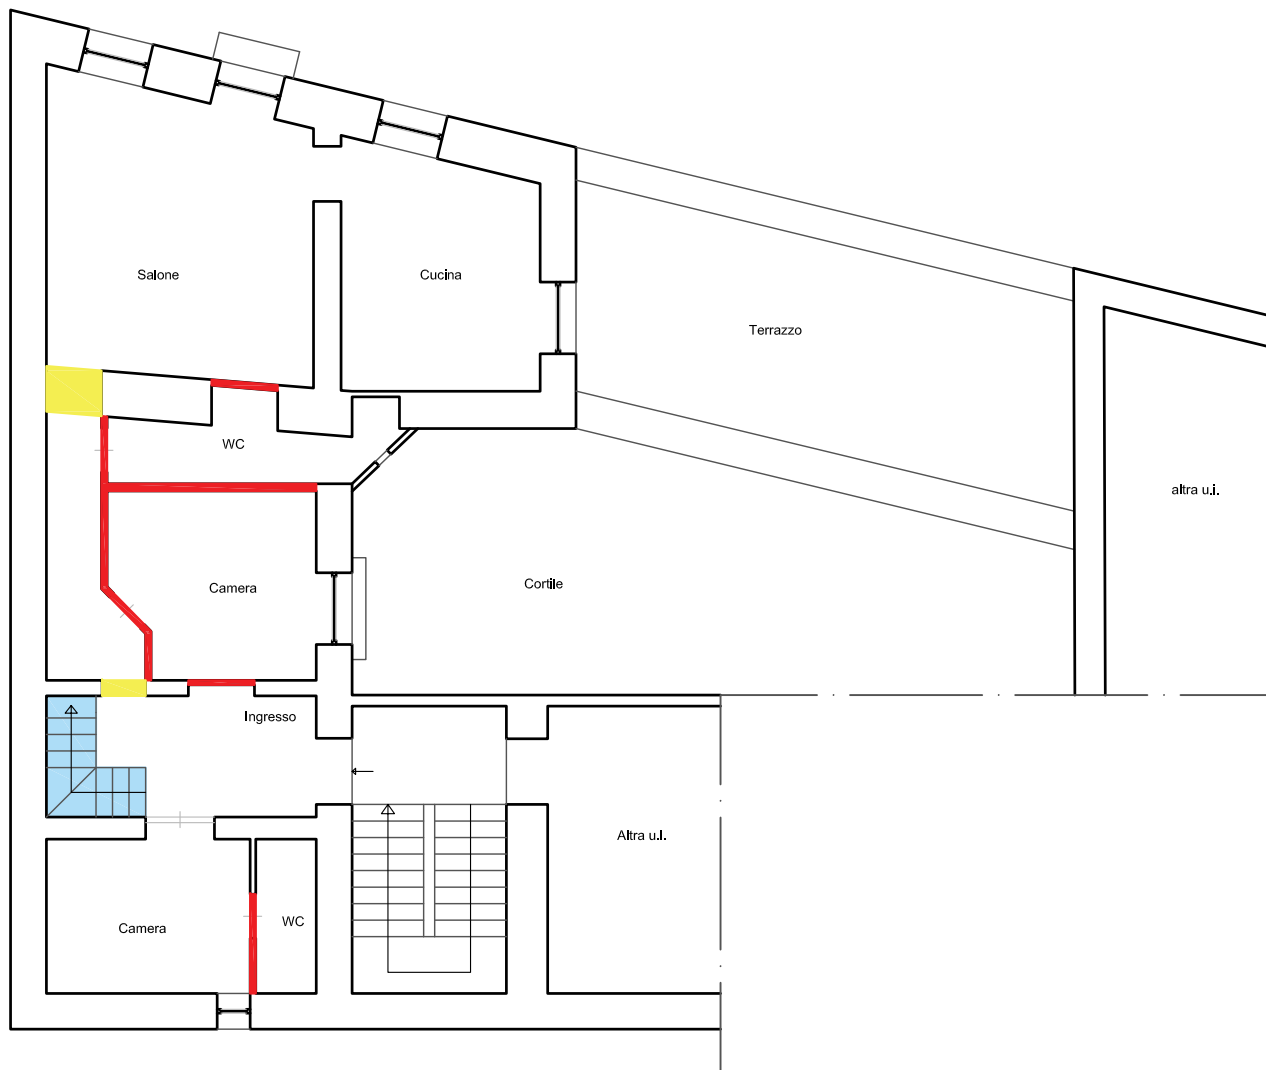 Salone
Cucina
Terrazzo
WC
altra u.i.
Camera
Cortile
Ingresso
Altra u.I.
Camera
WC